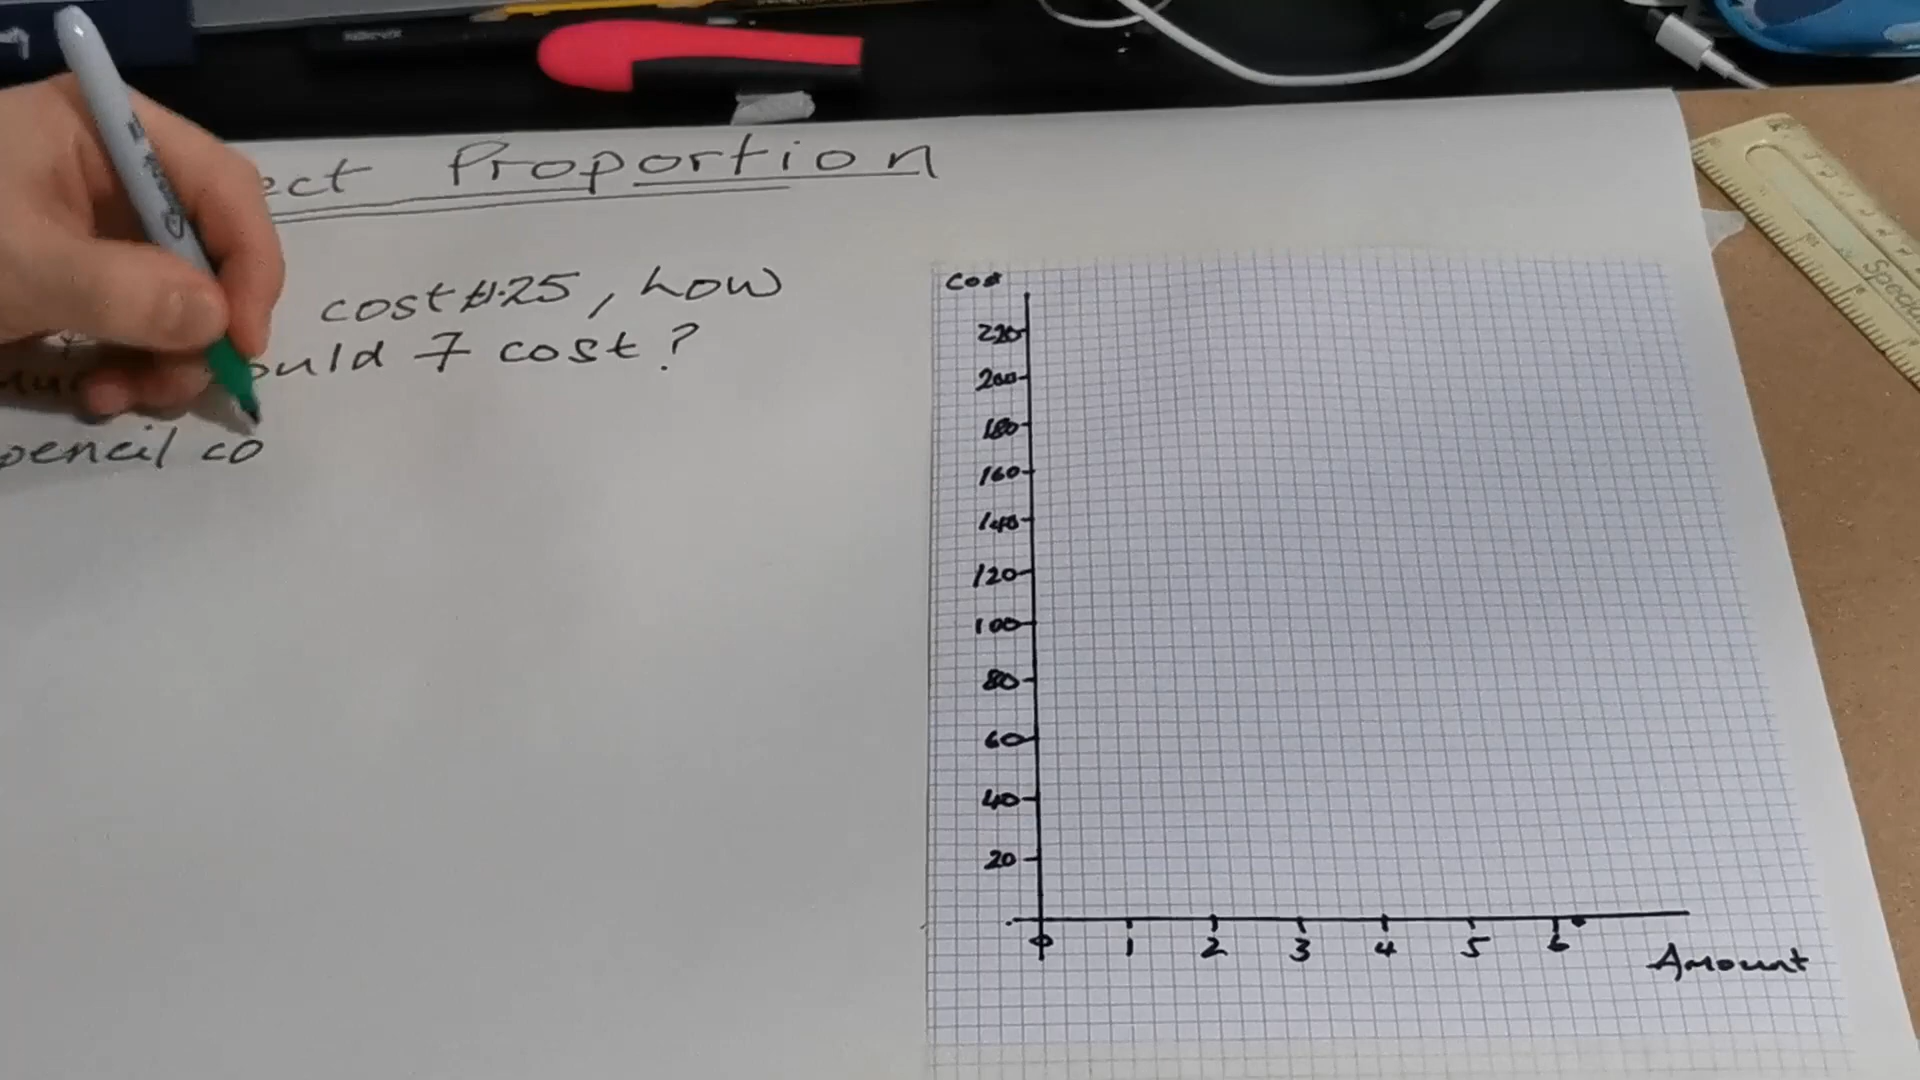 ect Proportion
cost £1.25, how
ould 7 cost?
pencil co
Cost
220
200
180
160
140
120
100
80
60
40
20
0 1 2 3 4 5 6
Amount